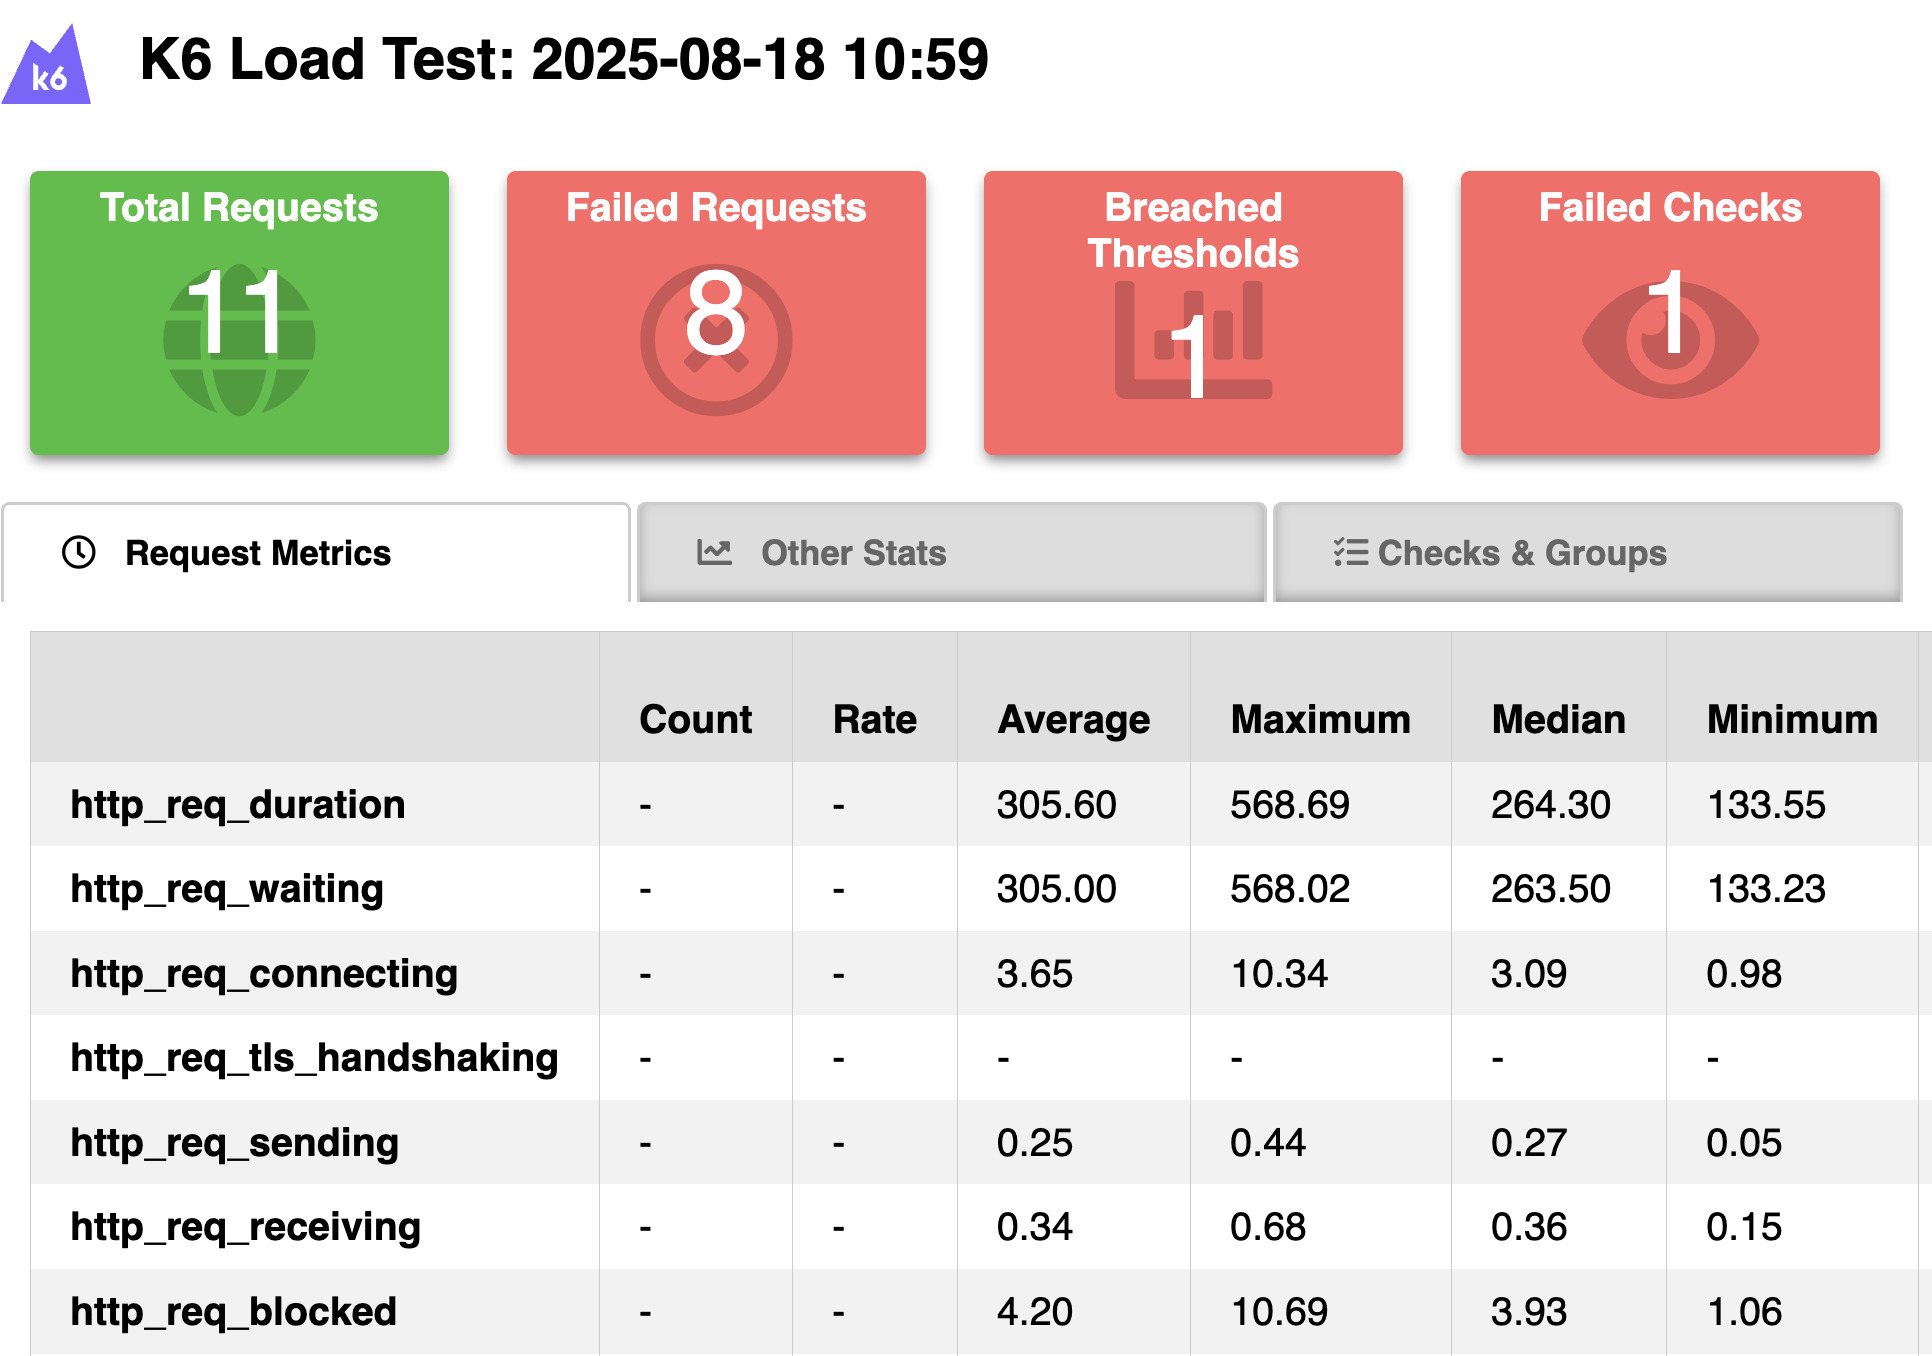 k6
K6 Load Test: 2025-08-18 10:59
Total Requests
11
Failed Requests
8
Breached
Thresholds
1
Failed Checks
1
Request Metrics
Other Stats
Checks & Groups
Count Rate Average Maximum Median Minimum
http_req_duration - - 305.60 568.69 264.30 133.55
http_req_waiting - - 305.00 568.02 263.50 133.23
http_req_connecting - - 3.65 10.34 3.09 0.98
http_req_tls_handshaking - - - - - -
http_req_sending - - 0.25 0.44 0.27 0.05
http_req_receiving - - 0.34 0.68 0.36 0.15
http_req_blocked - - 4.20 10.69 3.93 1.06